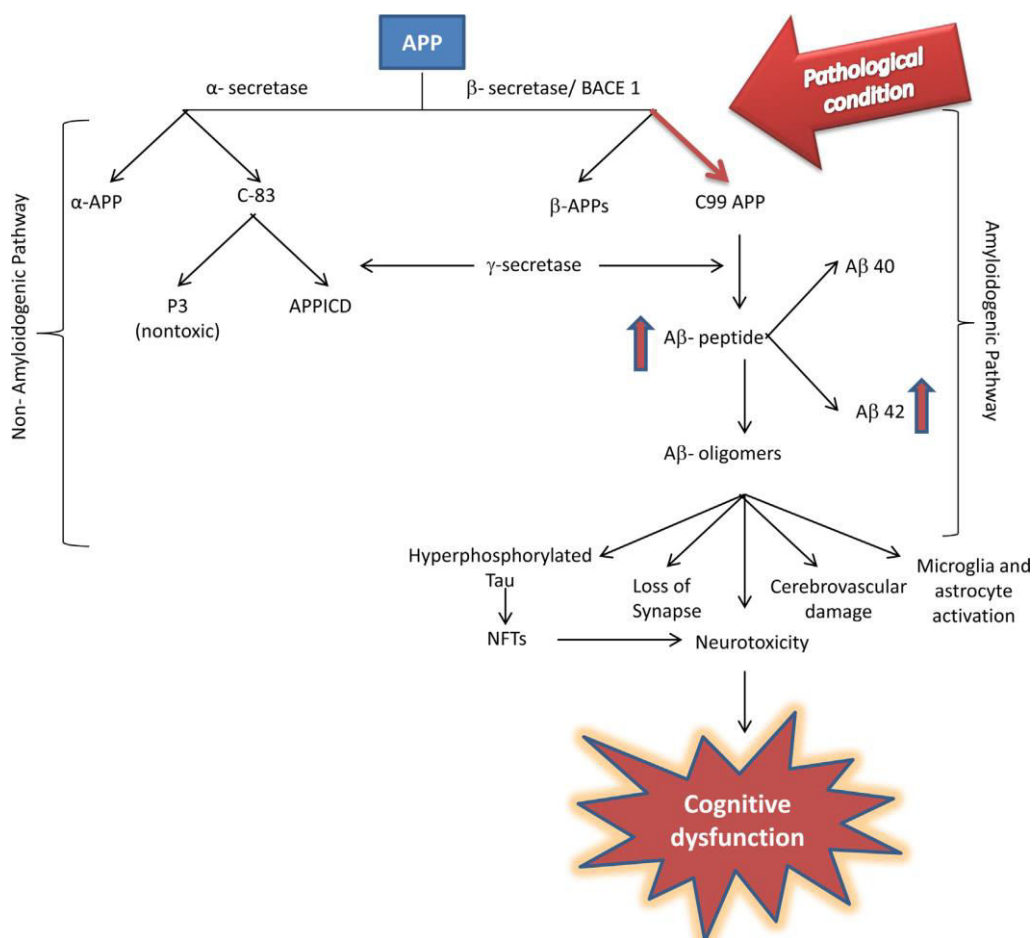 APP
α- secretase
β- secretase/ BACE 1
Pathological
condition
Non- Amyloidogenic Pathway
Amyloidogenic Pathway
α-APP
C-83
β-APPs
C99 APP
γ-secretase
Aβ 40
P3
(nontoxic)
APPICD
Aβ- peptide
Aβ 42
Aβ- oligomers
Hyperphosphorylated
Tau
Loss of
Synapse
Cerebrovascular
damage
Microglia and
astrocyte
activation
NFTs
Neurotoxicity
Cognitive
dysfunction